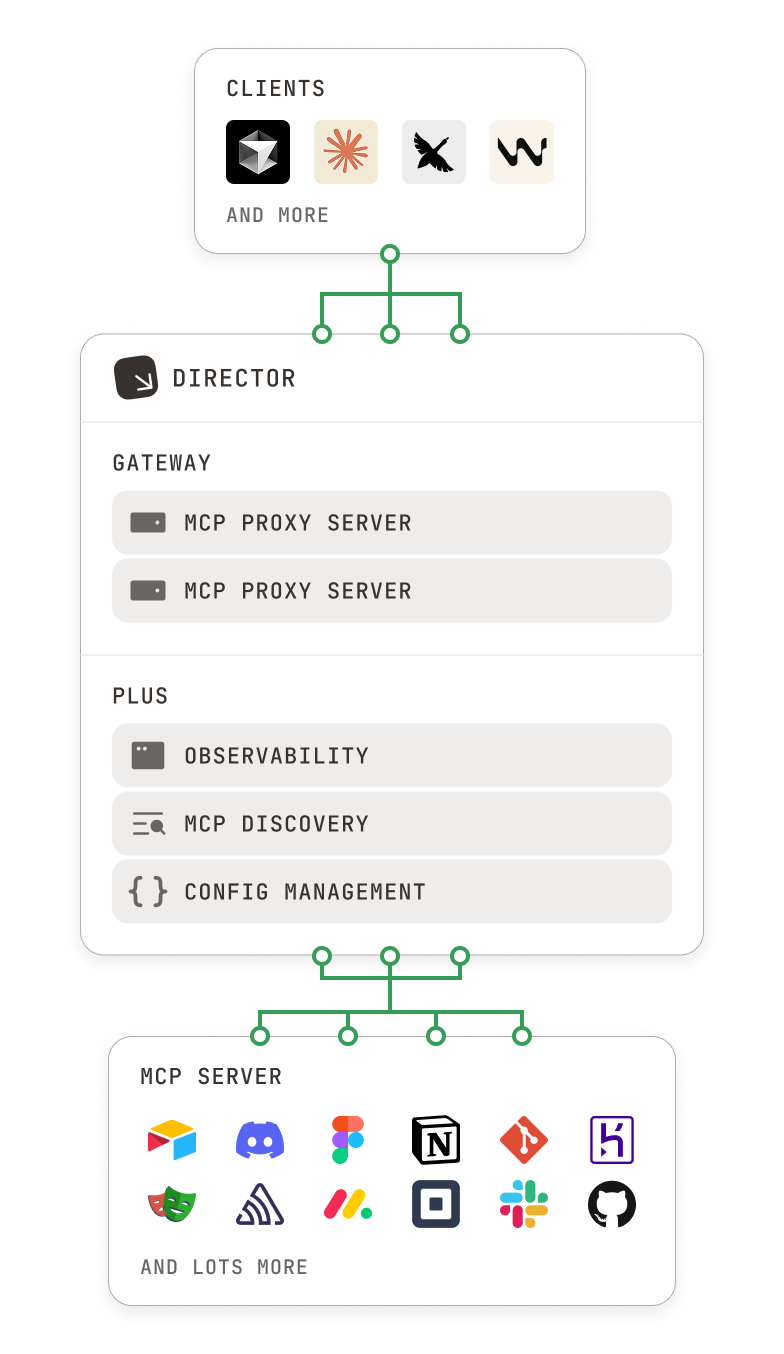 CLIENTS
AND MORE
DIRECTOR
GATEWAY
MCP PROXY SERVER
MCP PROXY SERVER
PLUS
OBSERVABILITY
MCP DISCOVERY
{ } CONFIG MANAGEMENT
MCP SERVER
N
AND LOTS MORE